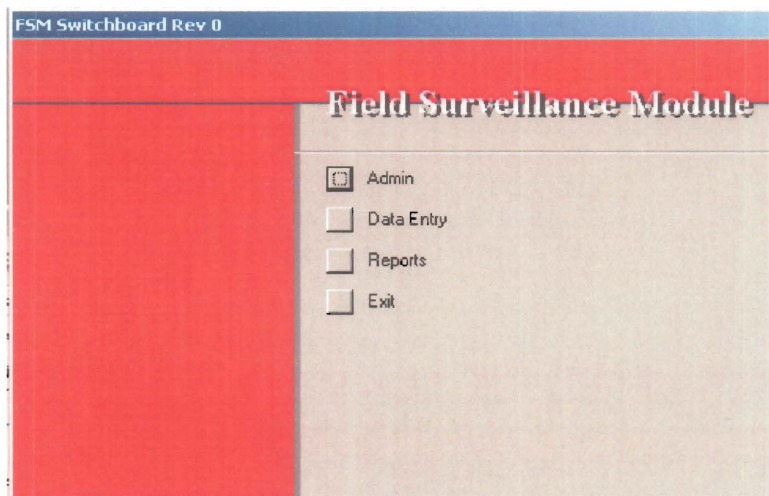 FSM Switchboard Rev 0
Field Surveillance Module
Admin
Data Entry
Reports
Exit